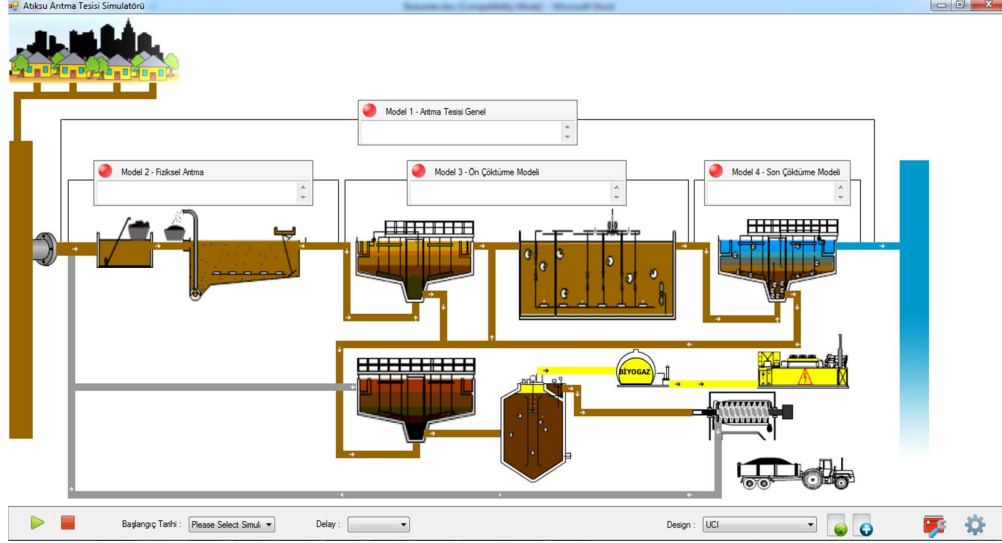 Atıksu Arıtma Tesisi Simulatörü
Model 1 - Arıtma Tesisi Genel
Model 2 - Fiziksel Arıtma
Model 3 - Ön Çöktürme Modeli
Model 4 - Son Çöktürme Modeli
BİYOGAZ
Başlangıç Tarihi :
Please Select Simul
Delay :
Design :
UCI